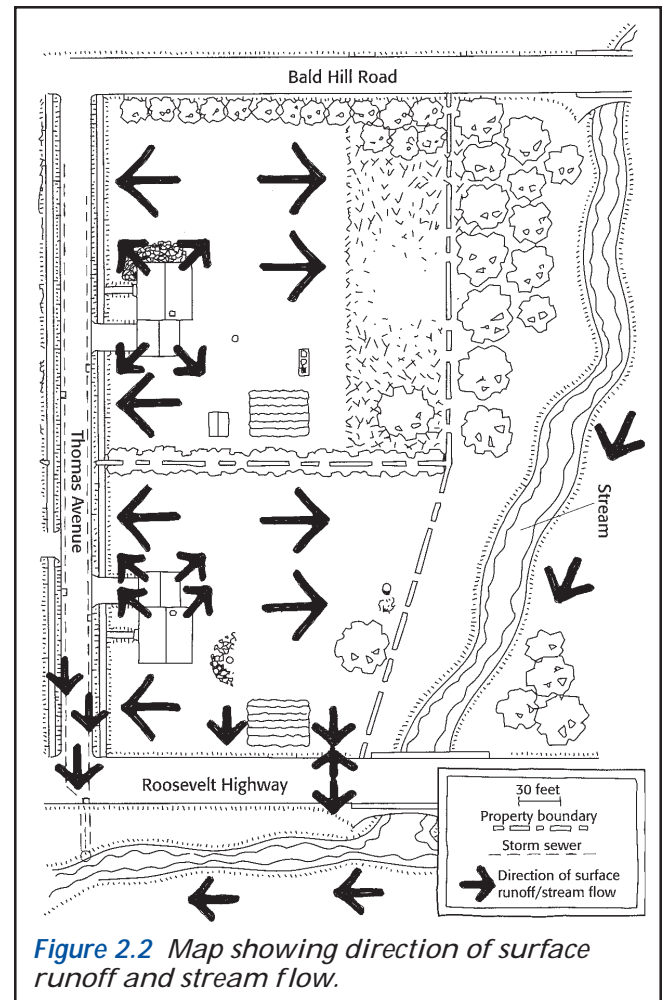 Bald Hill Road
Thomas Avenue
Stream
Roosevelt Highway
30 feet
Property boundary
Storm sewer
Direction of surface
runoff/stream flow
Figure 2.2 Map showing direction of surface
runoff and stream flow.